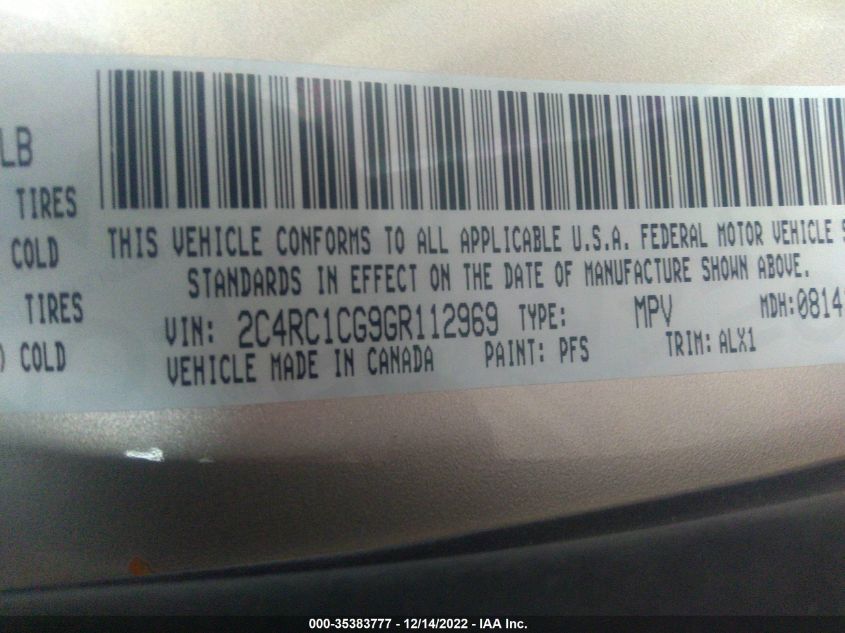 LB
TIRES
COLD
TIRES
) COLD
THIS VEHICLE CONFORMS TO ALL APPLICABLE U.S.A. FEDERAL MOTOR VEHICLE S
STANDARDS IN EFFECT ON THE DATE OF MANUFACTURE SHOWN ABOVE.
VIN: 2C4RC1CG9GR112969 TYPE: MPV MDH:0814
VEHICLE MADE IN CANADA PAINT: PFS TRIM: ALX1
000-35383777 - 12/14/2022 - IAA Inc.